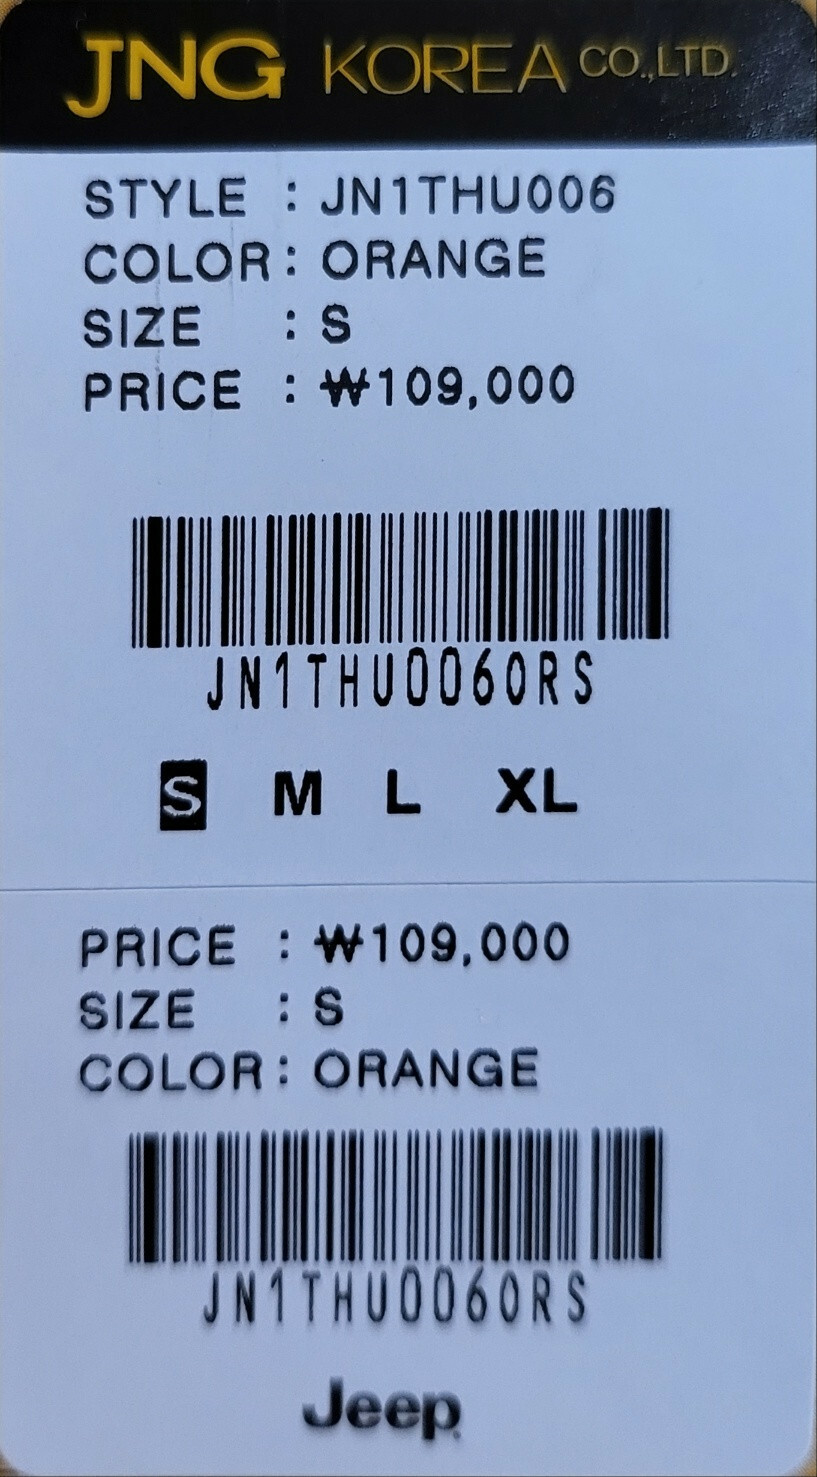 JNG KOREA CO.,LTD.
STYLE : JN1THU006
COLOR : ORANGE
SIZE : S
PRICE : ₩109,000
JN1THU006ORS
S M L XL
PRICE : ₩109,000
SIZE : S
COLOR : ORANGE
JN1THU006ORS
Jeep